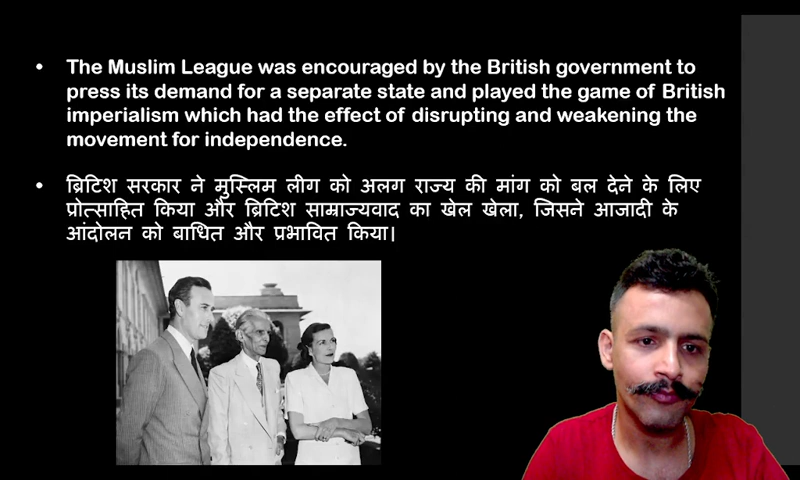 • The Muslim League was encouraged by the British government to
press its demand for a separate state and played the game of British
imperialism which had the effect of disrupting and weakening the
movement for independence.
• ब्रिटिश सरकार ने मुस्लिम लीग को अलग राज्य की मांग को बल देने के लिए
प्रोत्साहित किया और ब्रिटिश साम्राज्यवाद का खेल खेला, जिसने आजादी के
आंदोलन को बाधित और प्रभावित किया।